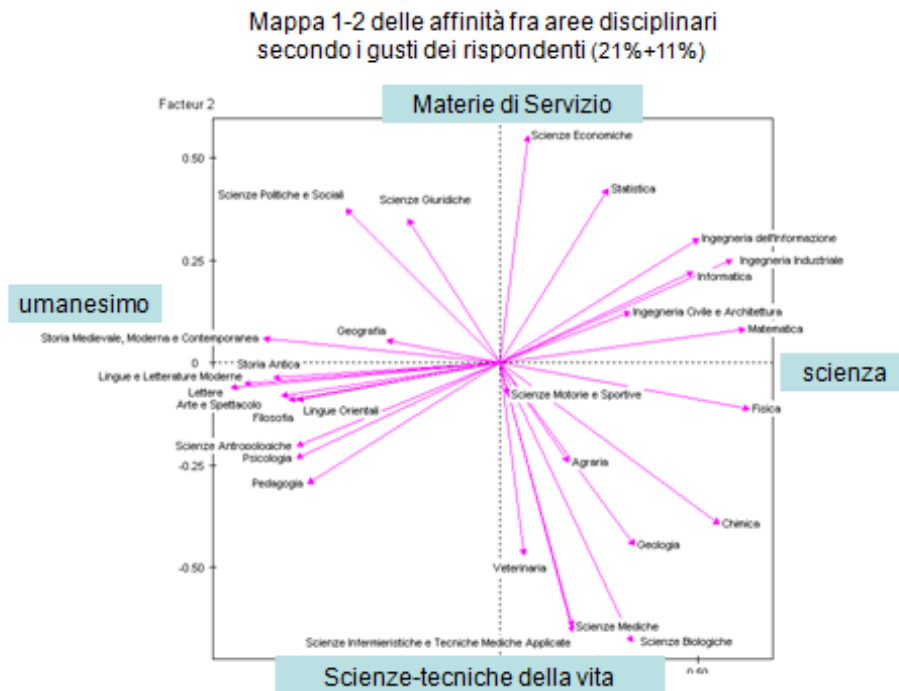 Mappa 1-2 delle affinità fra aree disciplinari
secondo i gusti dei rispondenti (21%+11%)
Facteur 2
Materie di Servizio
Scienze Economiche
0.50
Scienze Politiche e Sociali
Scienze Giuridiche
Statistica
Ingegneria dell'Informazione
0.25
Ingegneria Industriale
Informatica
umanesimo
Ingegneria Civile e Architettura
Geografia
Matematica
Storia Medievale, Moderna e Contemporanea
0
Storia Antica
scienza
Lingue e Letterature Moderne
Lettere
Scienze Motorie e Sportive
Arte e Spettacolo
Lingue Orientali
Fisica
Filosofia
Scienze Antropologiche
Psicologia
-0.25
Agraria
Pedagogia
Chimica
Geologia
-0.50
Veterinaria
Scienze Mediche
Scienze Infermieristiche e Tecniche Mediche Applicate
Scienze Biologiche
Scienze-tecniche della vita
0.50